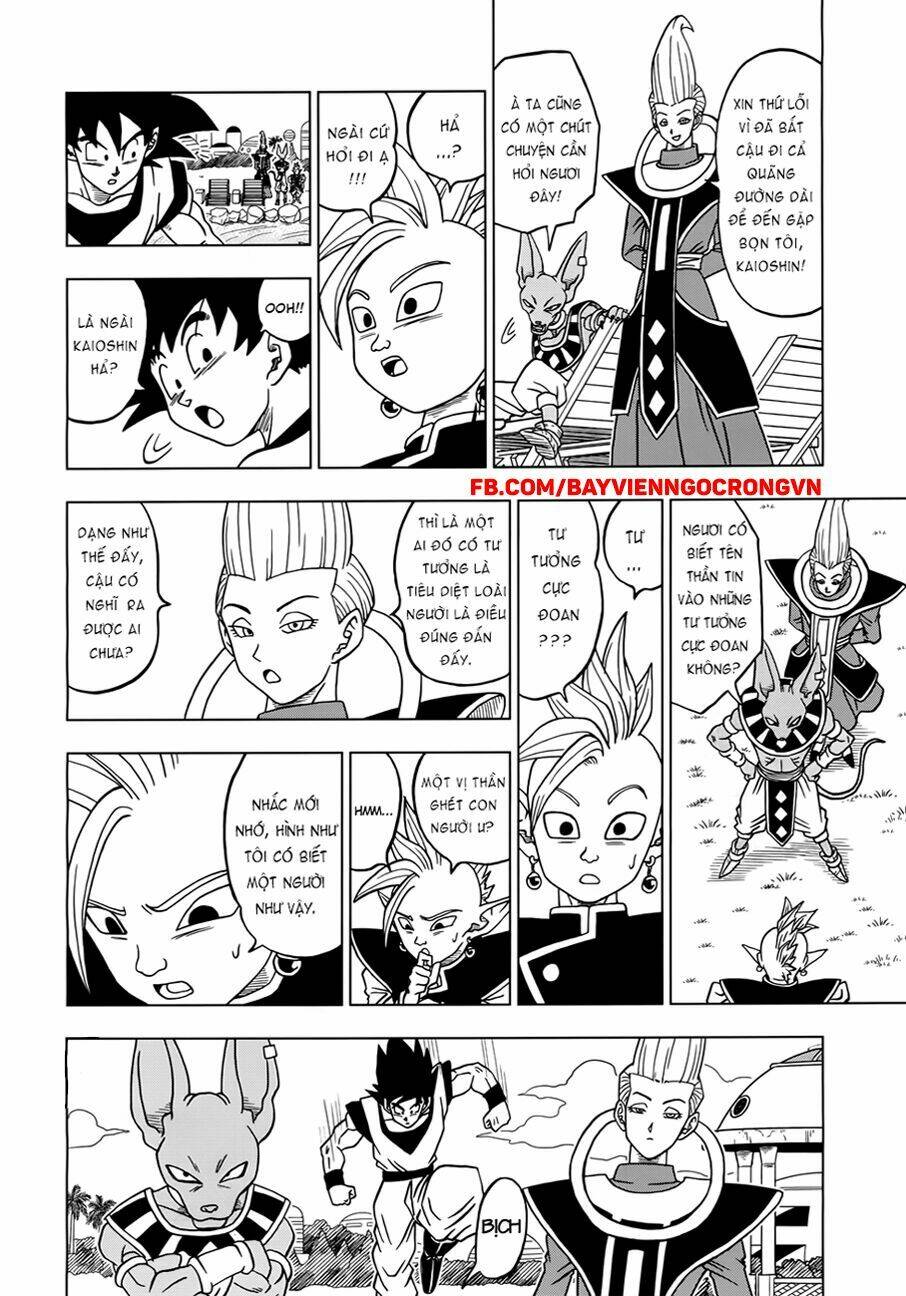 XIN THỨ LỖI
VÌ ĐÃ BẮT
CẬU ĐI CẢ
QUÃNG
ĐƯỜNG DÀI
ĐỂ ĐẾN GẶP
BỌN TÔI,
KAIOSHIN!
À TA CŨNG
CÓ MỘT CHÚT
CHUYỆN CẦN
HỎI NGƯƠI
ĐÂY!
HẢ
...?
NGÀI CỨ
HỎI ĐI Ạ
!!!
OOH!!
LÀ NGÀI
KAIOSHIN
HẢ?
FB.COM/BAYVIENNGOCRONGVN
NGƯƠI CÓ
BIẾT TÊN
THẦN TIN
VÀO NHỮNG
TƯ TƯỞNG
CỰC ĐOAN
KHÔNG?
TƯ
...
TƯ
TƯỞNG
CỰC
ĐOAN
???
THÌ LÀ MỘT
AI ĐÓ CÓ TƯ
TƯỞNG LÀ
TIÊU DIỆT LOÀI
NGƯỜI LÀ ĐIỀU
ĐÚNG ĐẮN
ĐẤY.
DẠNG NHƯ
THẾ ĐẤY,
CẬU CÓ
NGHĨ RA
ĐƯỢC AI
CHƯA?
MỘT VỊ THẦN
GHÉT CON
NGƯỜI Ư?
HMM...
NHẮC MỚI
NHỚ, HÌNH NHƯ
TÔI CÓ BIẾT
MỘT NGƯỜI
NHƯ VẬY.
BỊCH